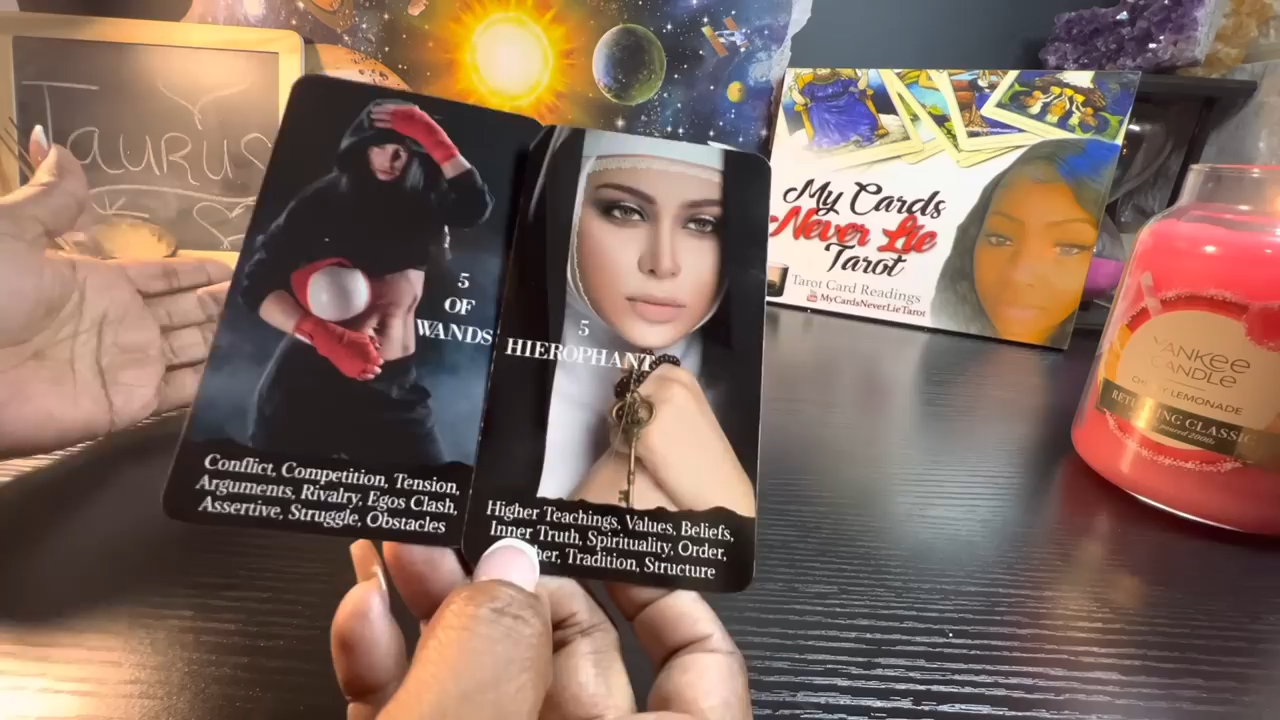 TAURUS
5
OF
WANDS
Conflict, Competition, Tension,
Arguments, Rivalry, Egos Clash,
Assertive, Struggle, Obstacles
5
HIEROPHANT
Higher Teachings, Values, Beliefs,
Inner Truth, Spirituality, Order,
Tradition, Structure
My Cards
Never Lie
Tarot
Tarot Card Readings
MyCardsNeverLieTarot
YANKEE
CANDLE
LEMONADE
CLASSIC